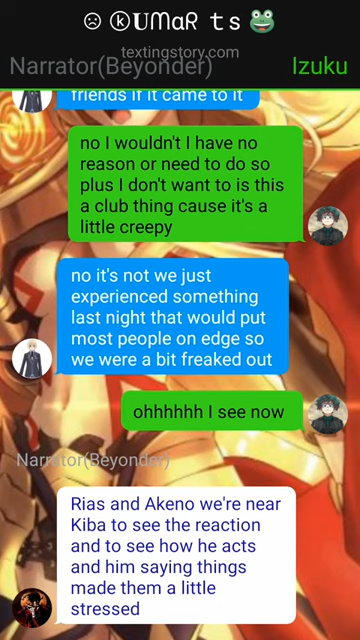 ☹ ⓚ𝐔ᗰᗩᖇ ｔｓ 🐸
textingstory.com
Narrator(Beyonder)
Izuku
friends if it came to it
no I wouldn't I have no
reason or need to do so
plus I don't want to is this
a club thing cause it's a
little creepy
no it's not we just
experienced something
last night that would put
most people on edge so
we were a bit freaked out
ohhhhhh I see now
Narrator(Beyonder)
Rias and Akeno we're near
Kiba to see the reaction
and to see how he acts
and him saying things
made them a little
stressed